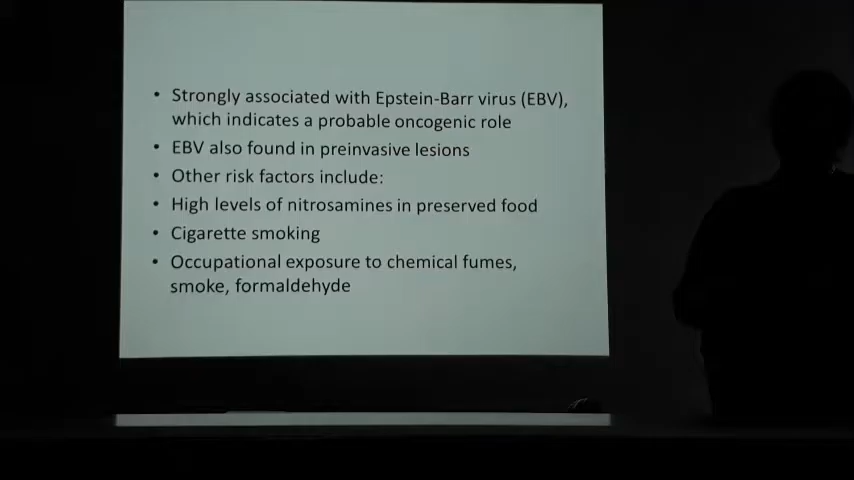 • Strongly associated with Epstein-Barr virus (EBV),
which indicates a probable oncogenic role
• EBV also found in preinvasive lesions
• Other risk factors include:
• High levels of nitrosamines in preserved food
• Cigarette smoking
• Occupational exposure to chemical fumes,
smoke, formaldehyde